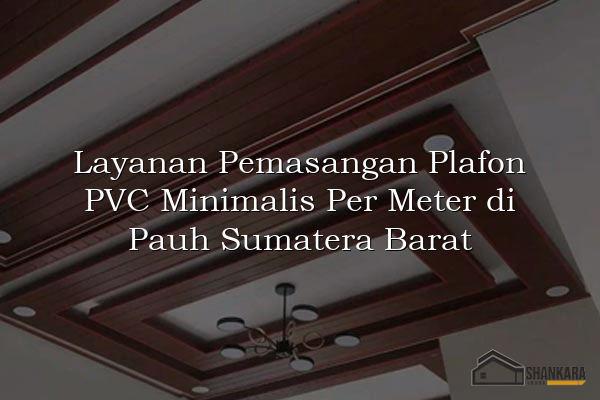 Layanan Pemasangan Plafon
PVC Minimalis Per Meter di
Pauh Sumatera Barat
SHANKARA